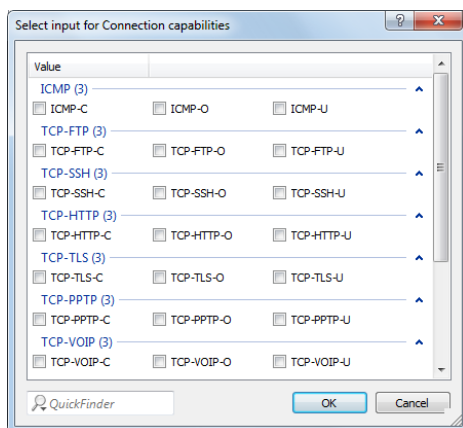 Select input for Connection capabilities
Value
ICMP (3)
ICMP-C ICMP-O ICMP-U
TCP-FTP (3)
TCP-FTP-C TCP-FTP-O TCP-FTP-U
TCP-SSH (3)
TCP-SSH-C TCP-SSH-O TCP-SSH-U
TCP-HTTP (3)
TCP-HTTP-C TCP-HTTP-O TCP-HTTP-U
TCP-TLS (3)
TCP-TLS-C TCP-TLS-O TCP-TLS-U
TCP-PPTP (3)
TCP-PPTP-C TCP-PPTP-O TCP-PPTP-U
TCP-VOIP (3)
TCP-VOIP-C TCP-VOIP-O TCP-VOIP-U
QuickFinder OK Cancel